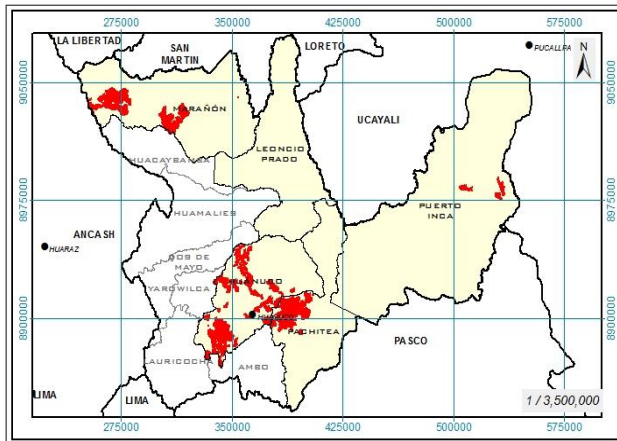 275000 350000 425000 500000 575000
LA LIBERTAD
SAN
MARTIN
LORETO
PUCALLPA
N
9050000
9050000
MARAÑÓN
UCAYALI
LEONCIO
PRADO
HUACAYBAMBA
8975000
8975000
PUERTO
INCA
HUAMALIES
ANCASH
HUARAZ
DOS DE
MAYO
YAROWILCA
HUANUCO
8900000
8900000
HUANUCO
PACHITEA
PASCO
LAURICOCHA
AMBO
LIMA
LIMA
1 / 3,500,000
275000 350000 425000 500000 575000